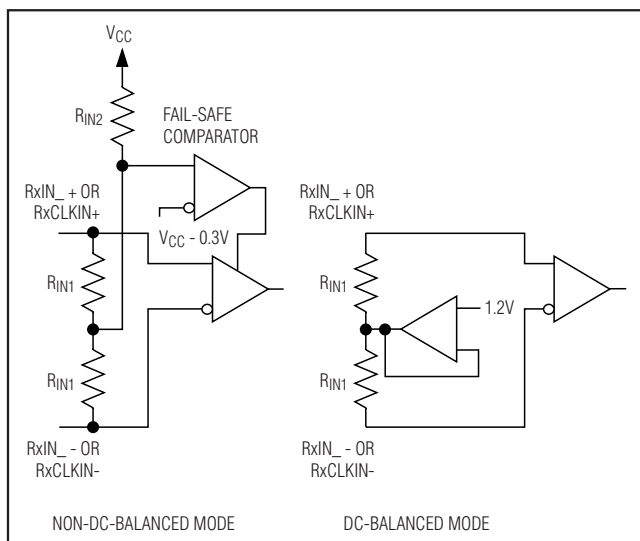 VCC
RIN2
FAIL-SAFE
COMPARATOR
RxIN_ + OR
RxCLKIN+
VCC - 0.3V
RIN1
RIN1
RxIN_ - OR
RxCLKIN-
NON-DC-BALANCED MODE
RxIN_ + OR
RxCLKIN+
RIN1
1.2V
RIN1
RxIN_ - OR
RxCLKIN-
DC-BALANCED MODE